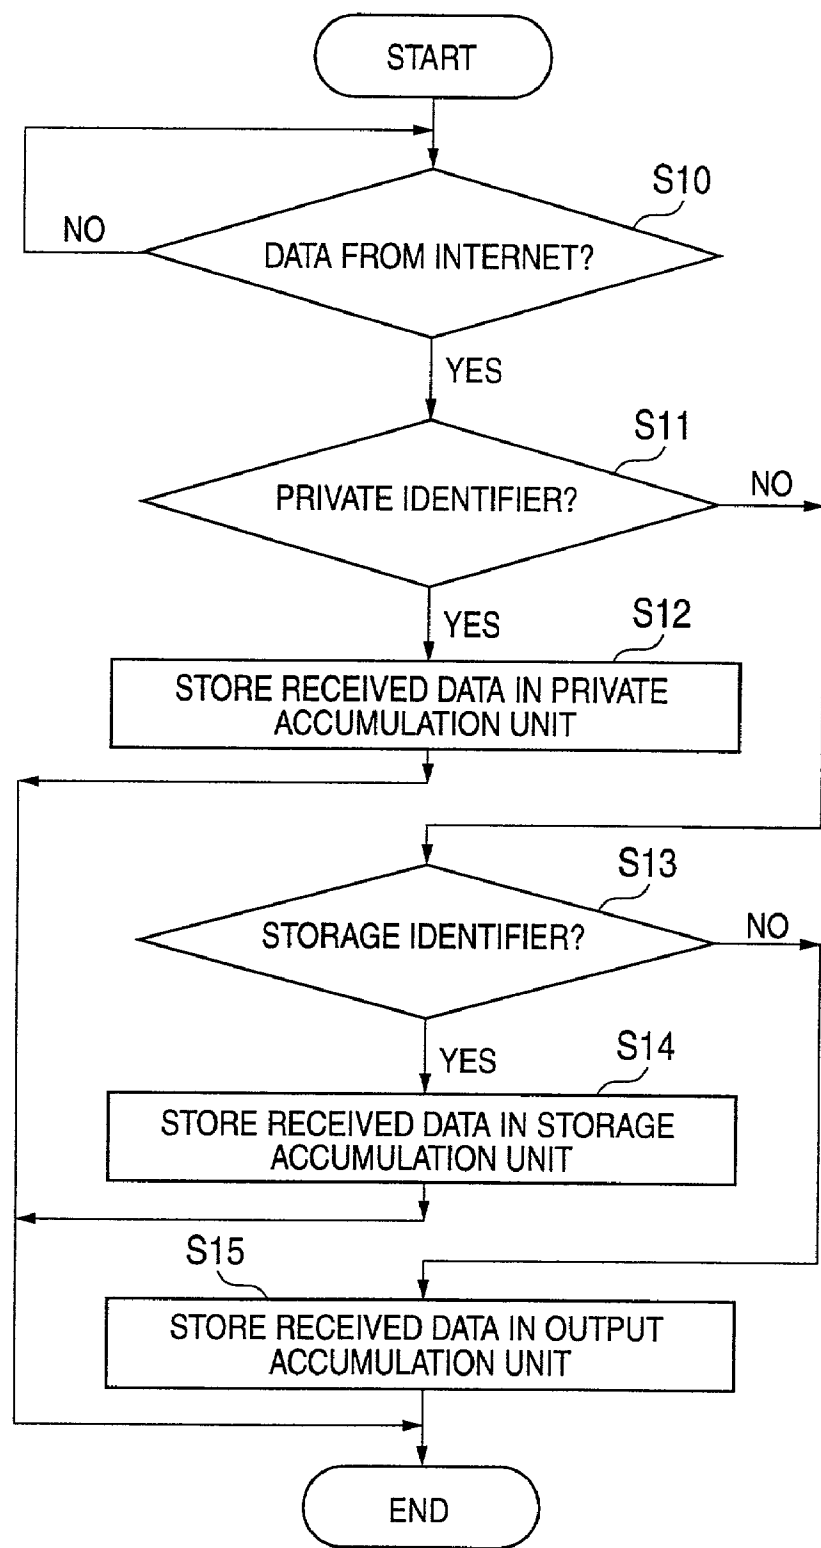 START
S10
NO
DATA FROM INTERNET?
YES
S11
PRIVATE IDENTIFIER?
NO
YES
S12
STORE RECEIVED DATA IN PRIVATE
ACCUMULATION UNIT
S13
STORAGE IDENTIFIER?
NO
YES
S14
STORE RECEIVED DATA IN STORAGE
ACCUMULATION UNIT
S15
STORE RECEIVED DATA IN OUTPUT
ACCUMULATION UNIT
END